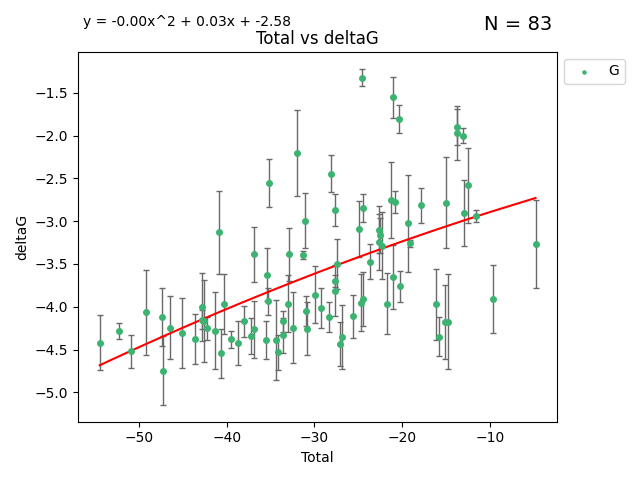 y = -0.00x^2 + 0.03x + -2.58
N = 83
Total vs deltaG
G
deltaG
−1.5
−2.0
−2.5
−3.0
−3.5
−4.0
−4.5
−5.0
−50 −40 −30 −20 −10
Total